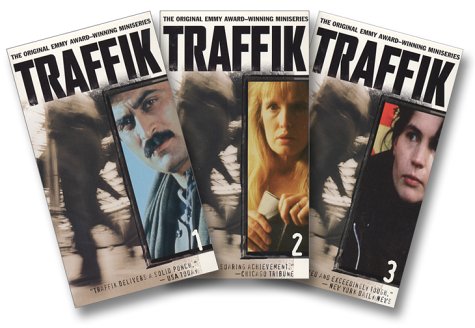 THE ORIGINAL EMMY AWARD–WINNING MINISERIES
TRAFFIK
1
"TRAFFIK DELIVERS A SOLID PUNCH."
–USA TODAY
THE ORIGINAL EMMY AWARD–WINNING MINISERIES
TRAFFIK
2
SOARING ACHIEVEMENT."
–CHICAGO TRIBUNE
THE ORIGINAL EMMY AWARD–WINNING MINISERIES
TRAFFIK
3
AND EXCEEDINGLY TOUGH."
– NEW YORK DAILY NEWS